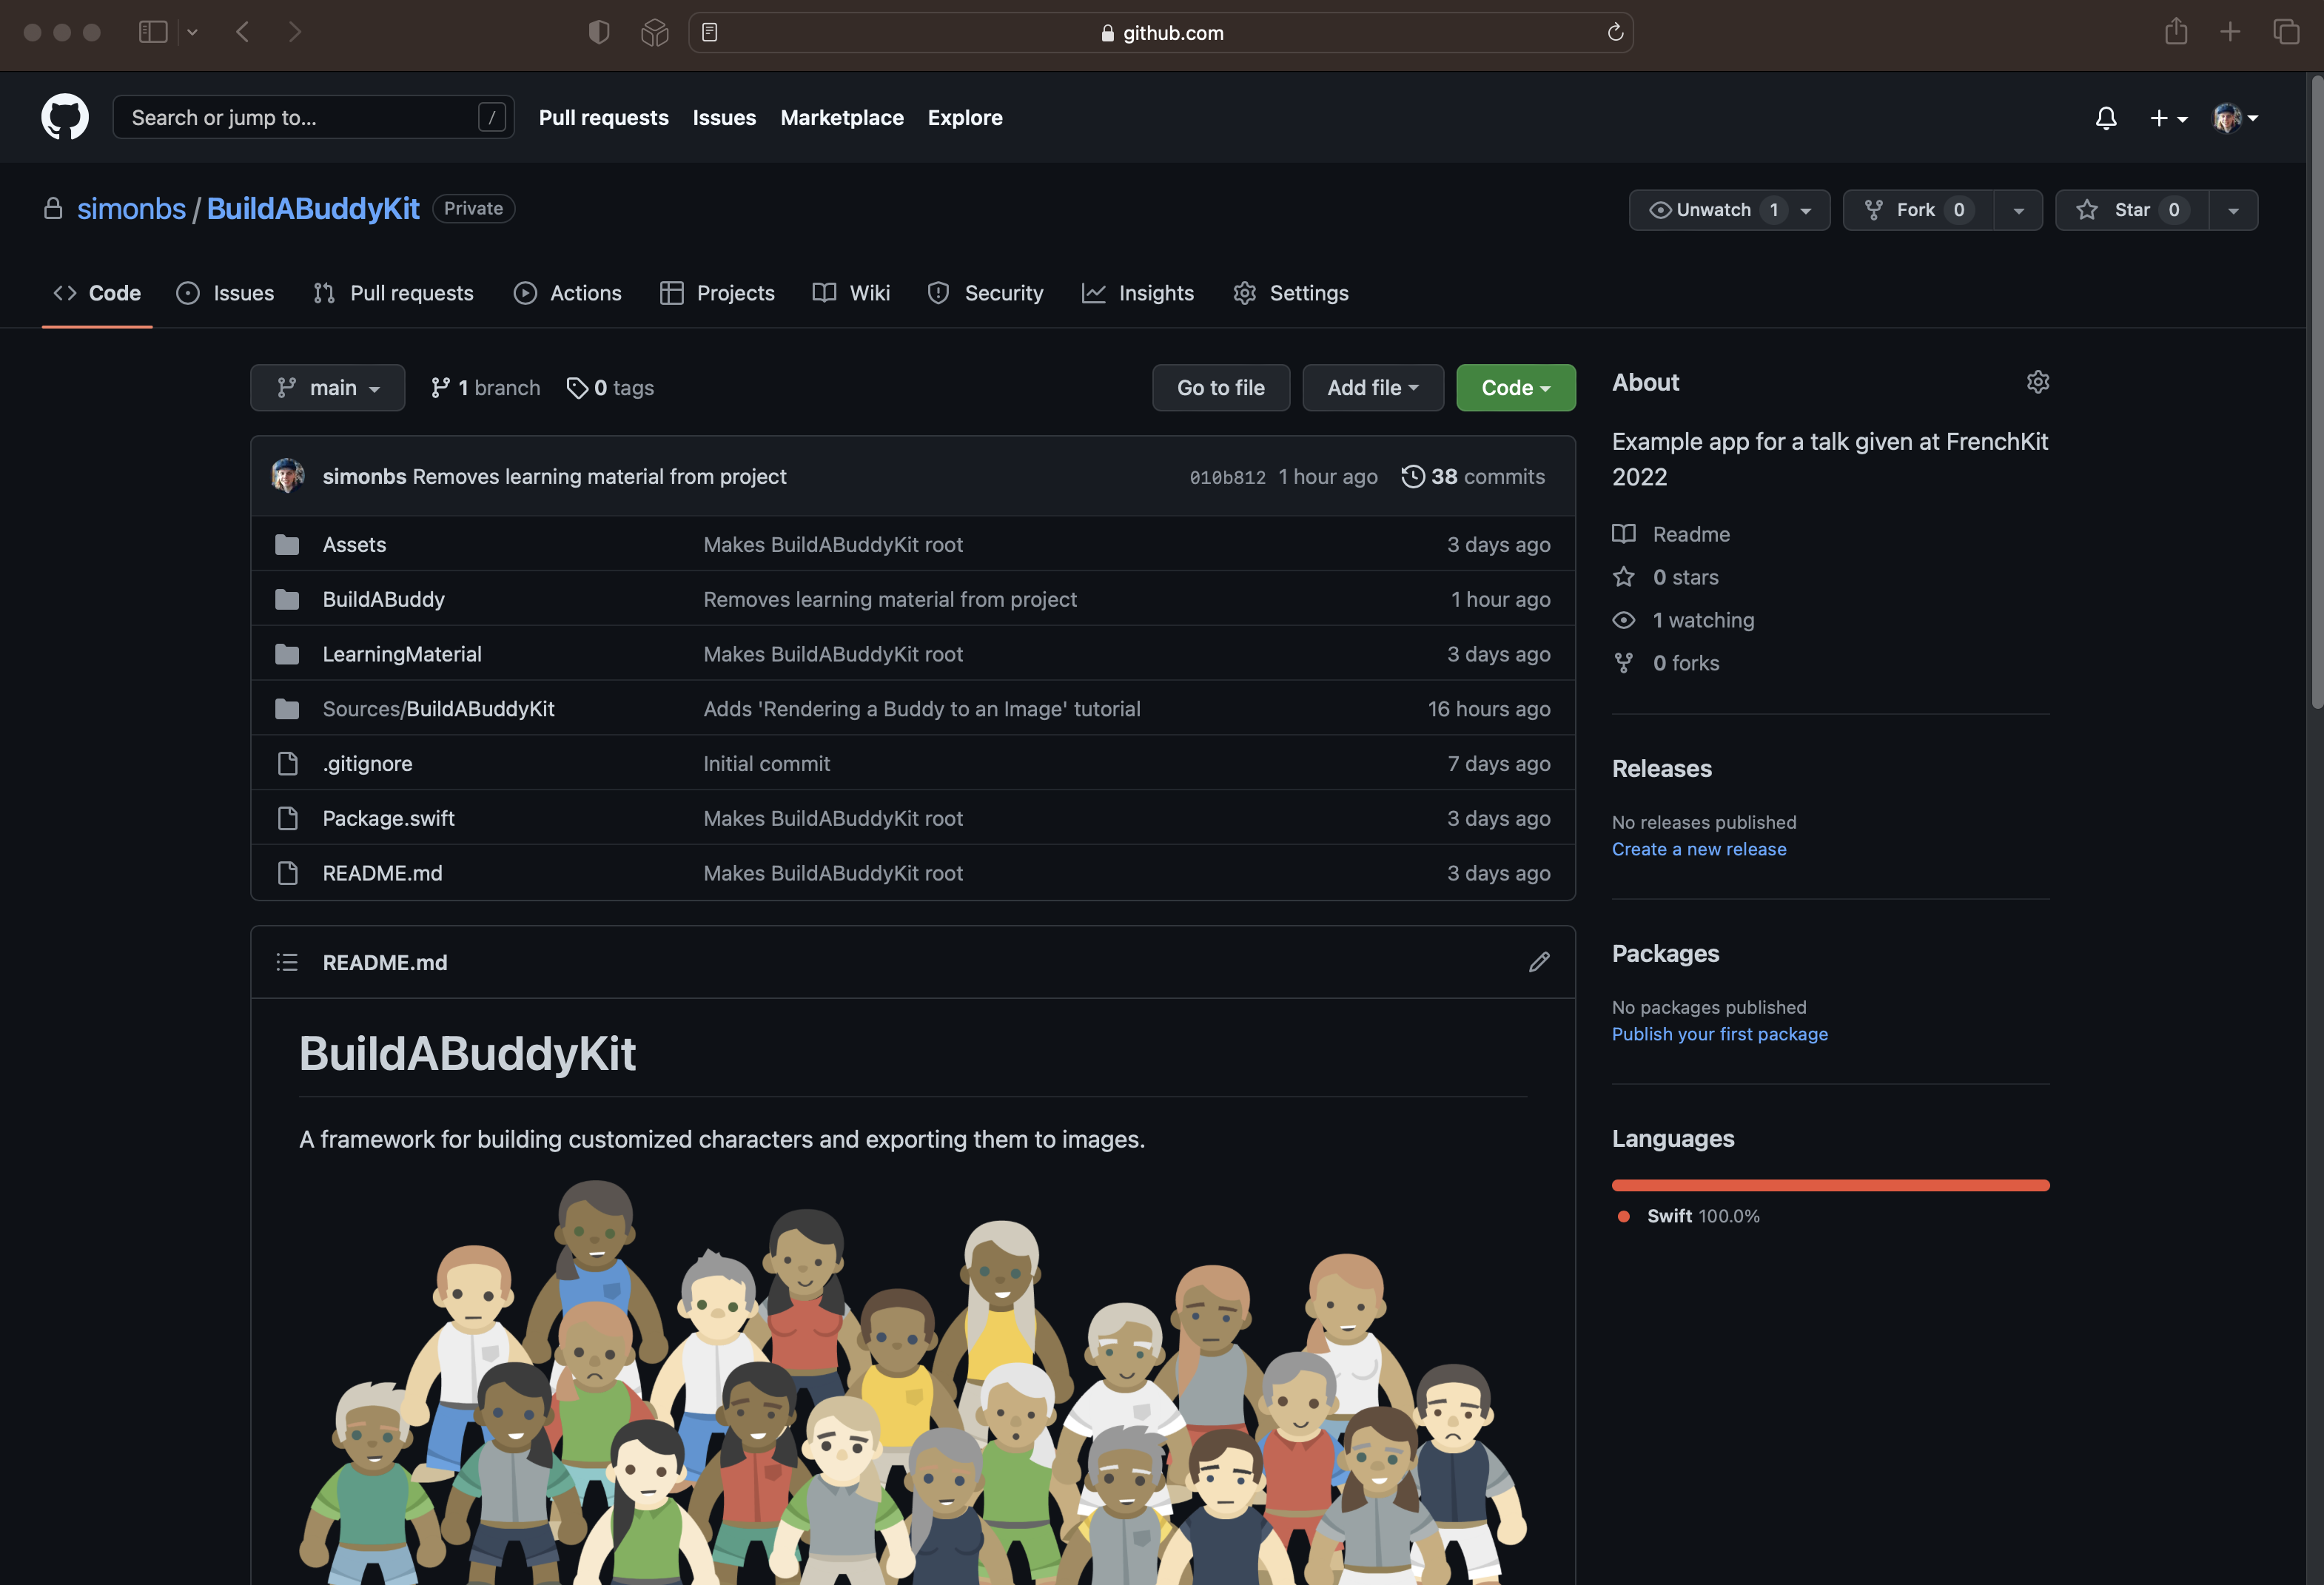 github.com
Search or jump to... /
Pull requests Issues Marketplace Explore
simonbs / BuildABuddyKit Private
Unwatch 1 Fork 0 Star 0
Code Issues Pull requests Actions Projects Wiki Security Insights Settings
main 1 branch 0 tags Go to file Add file Code
simonbs Removes learning material from project 010b812 1 hour ago 38 commits
Assets Makes BuildABuddyKit root 3 days ago
BuildABuddy Removes learning material from project 1 hour ago
LearningMaterial Makes BuildABuddyKit root 3 days ago
Sources/BuildABuddyKit Adds 'Rendering a Buddy to an Image' tutorial 16 hours ago
.gitignore Initial commit 7 days ago
Package.swift Makes BuildABuddyKit root 3 days ago
README.md Makes BuildABuddyKit root 3 days ago
README.md
BuildABuddyKit
A framework for building customized characters and exporting them to images.
About
Example app for a talk given at FrenchKit
2022
Readme
0 stars
1 watching
0 forks
Releases
No releases published
Create a new release
Packages
No packages published
Publish your first package
Languages
Swift 100.0%